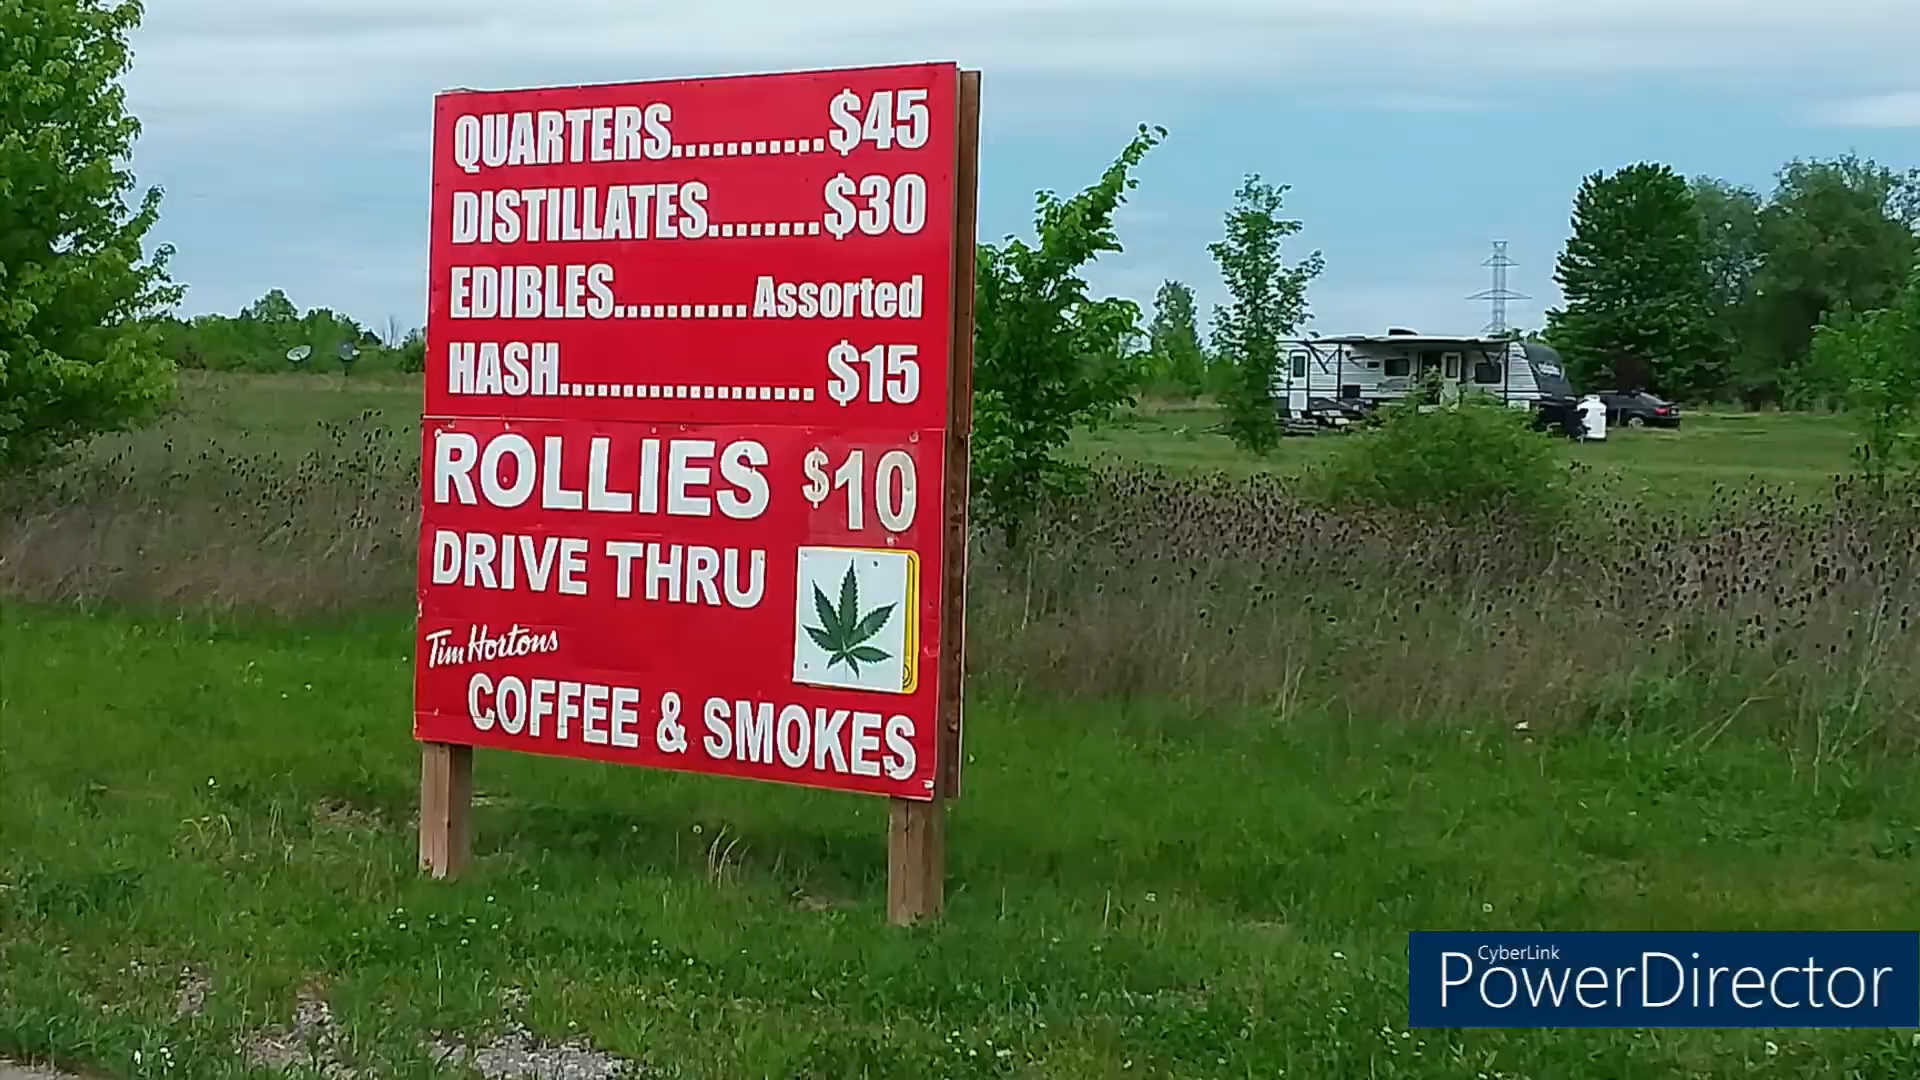 QUARTERS...........$45
DISTILLATES........$30
EDIBLES..........Assorted
HASH................... $15
ROLLIES $10
DRIVE THRU
Tim Hortons
COFFEE & SMOKES
CyberLink
PowerDirector